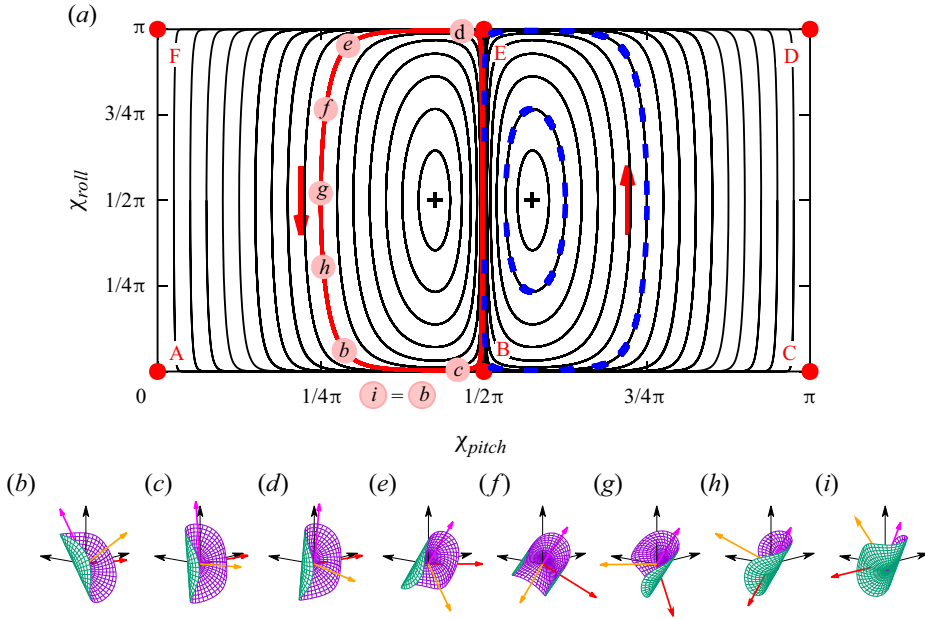 (a)
π
F
e
d
E
D
3/4π
f
χroll
1/2π
g
1/4π
h
A
b
c
B
C
0
1/4π
i = b
1/2π
3/4π
π
χpitch
(b) (c) (d) (e) (f) (g) (h) (i)